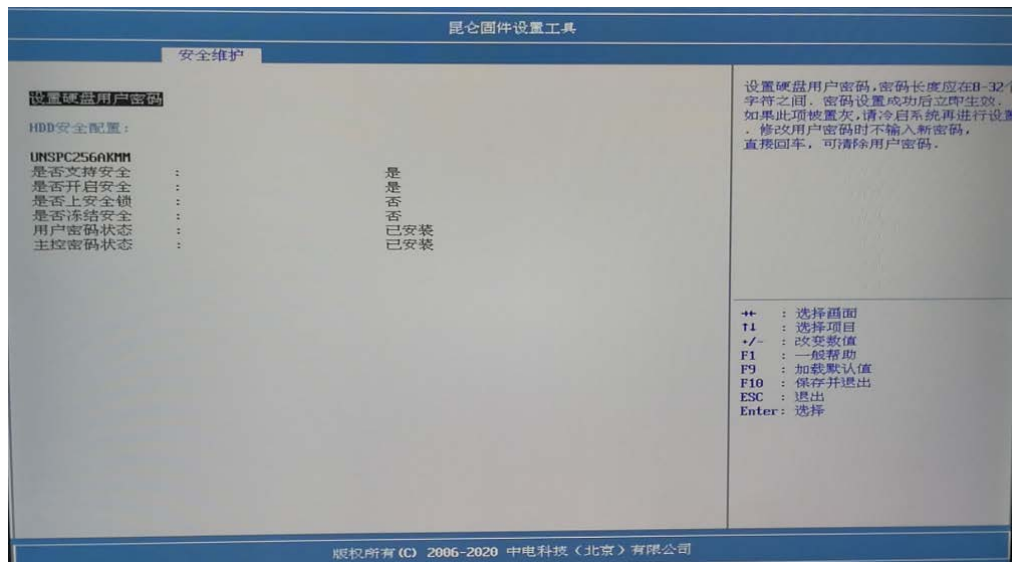 昆仑固件设置工具
安全维护
设置硬盘用户密码
HDD安全配置:
UNSPC256AKMM
是否支持安全 : 是
是否开启安全 : 是
是否上安全锁 : 否
是否冻结安全 : 否
用户密码状态 : 已安装
主控密码状态 : 已安装
设置硬盘用户密码,密码长度应在8-32个
字符之间. 密码设置成功后立即生效.
如果此项被置灰,请冷启系统再进行设置
. 修改用户密码时不输入新密码,
直接回车, 可清除用户密码.
→← : 选择画面
↑↓ : 选择项目
+/- : 改变数值
F1 : 一般帮助
F9 : 加载默认值
F10 : 保存并退出
ESC : 退出
Enter: 选择
版权所有(C) 2006-2020 中电科技(北京)有限公司